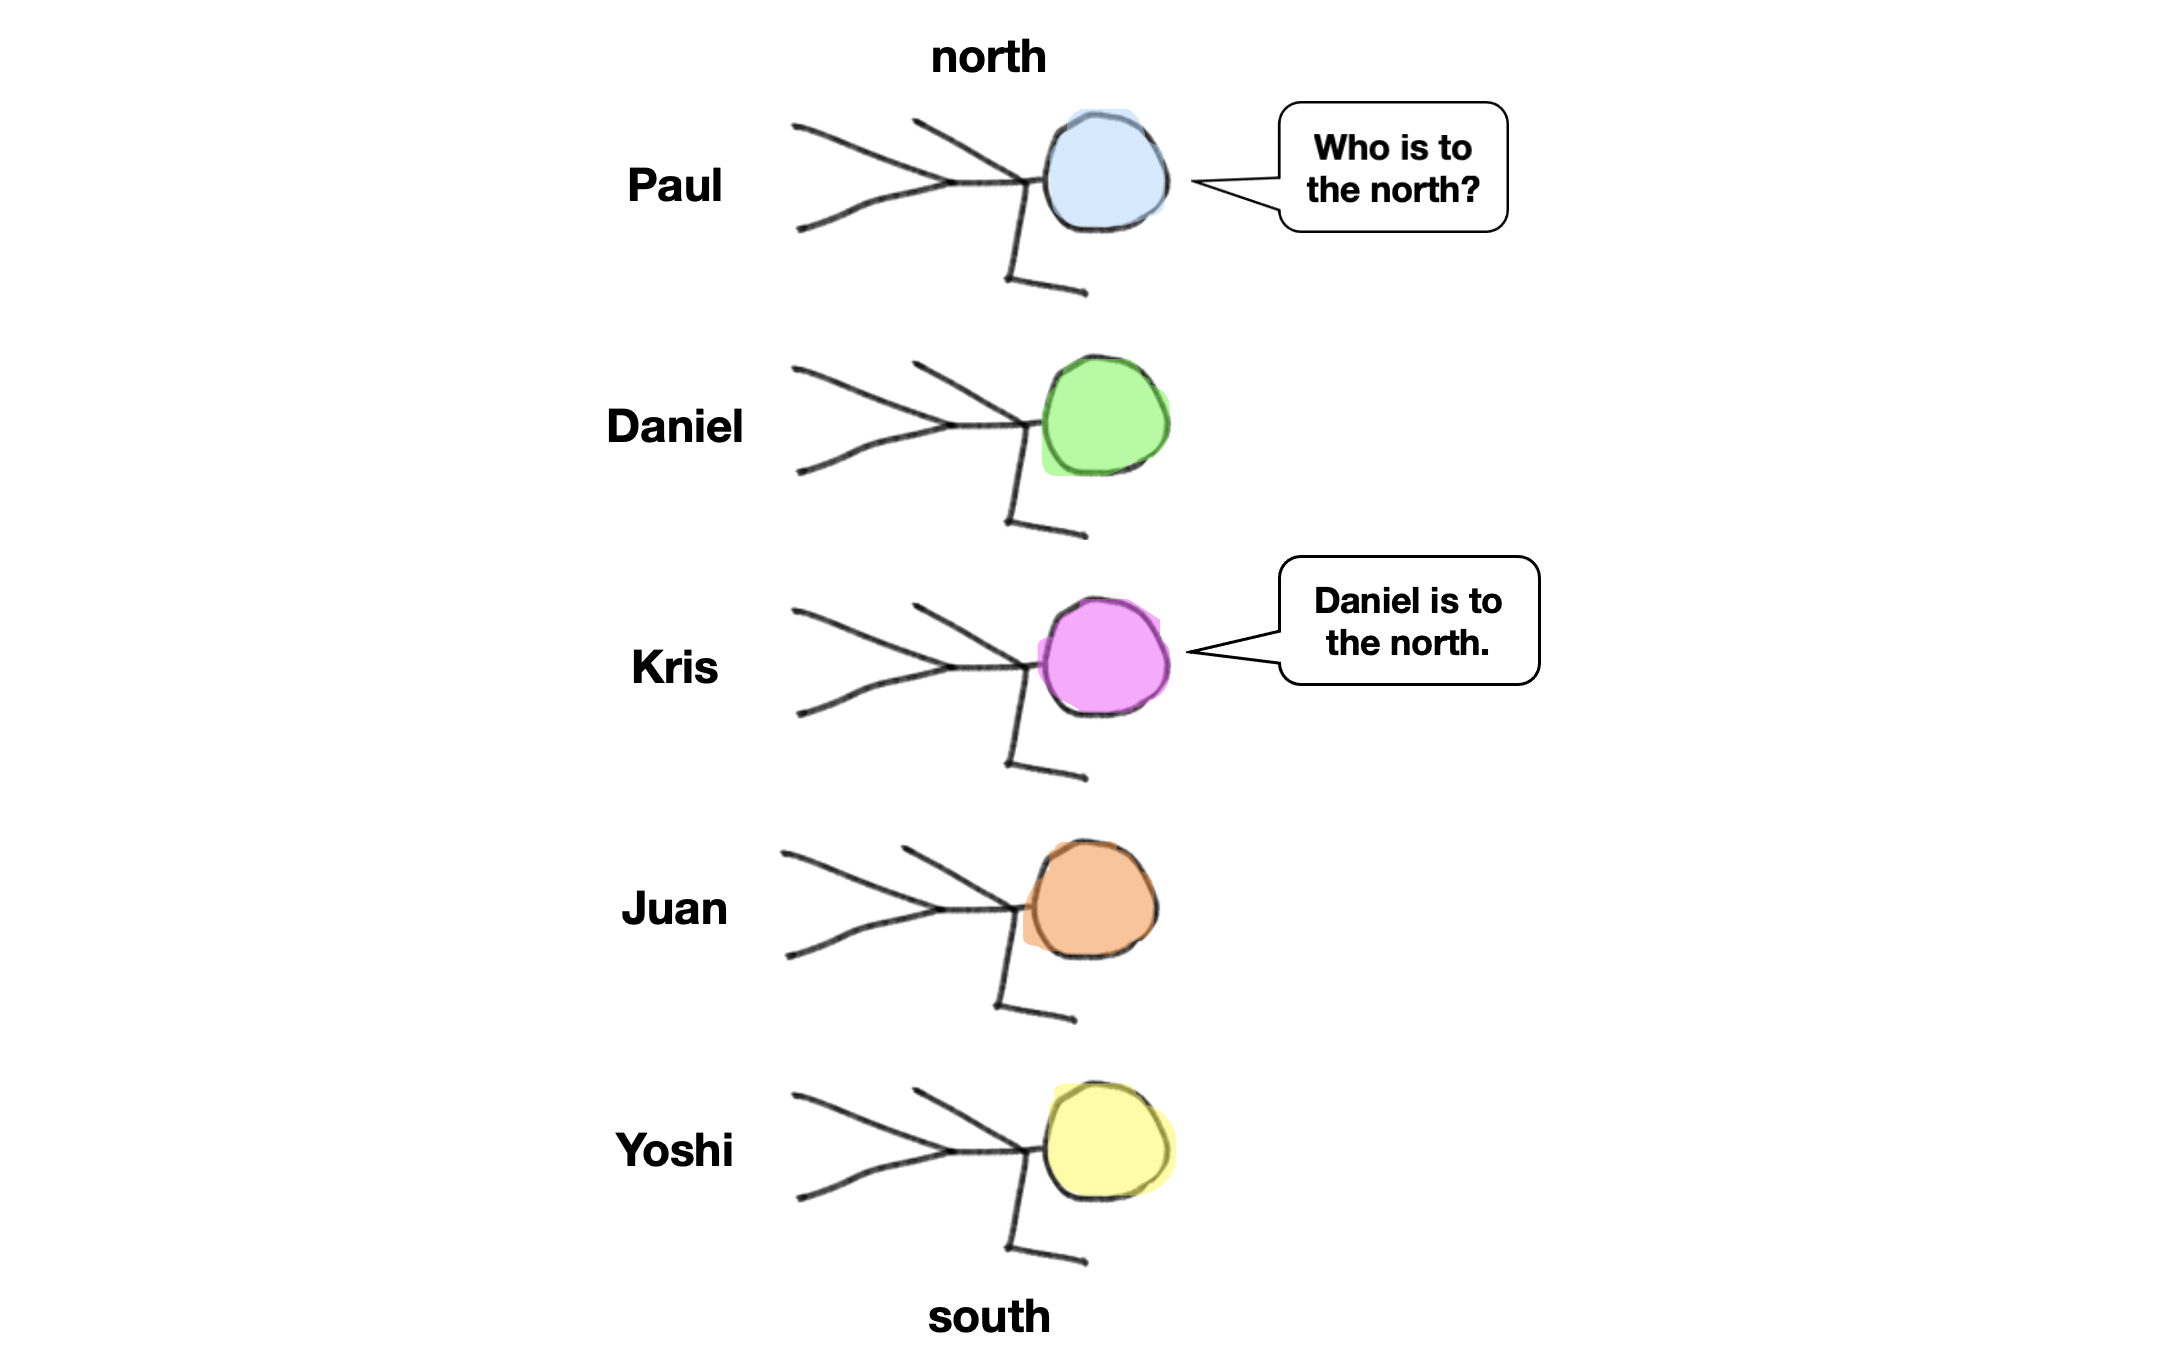 north
Paul
Who is to
the north?
Daniel
Kris
Daniel is to
the north.
Juan
Yoshi
south